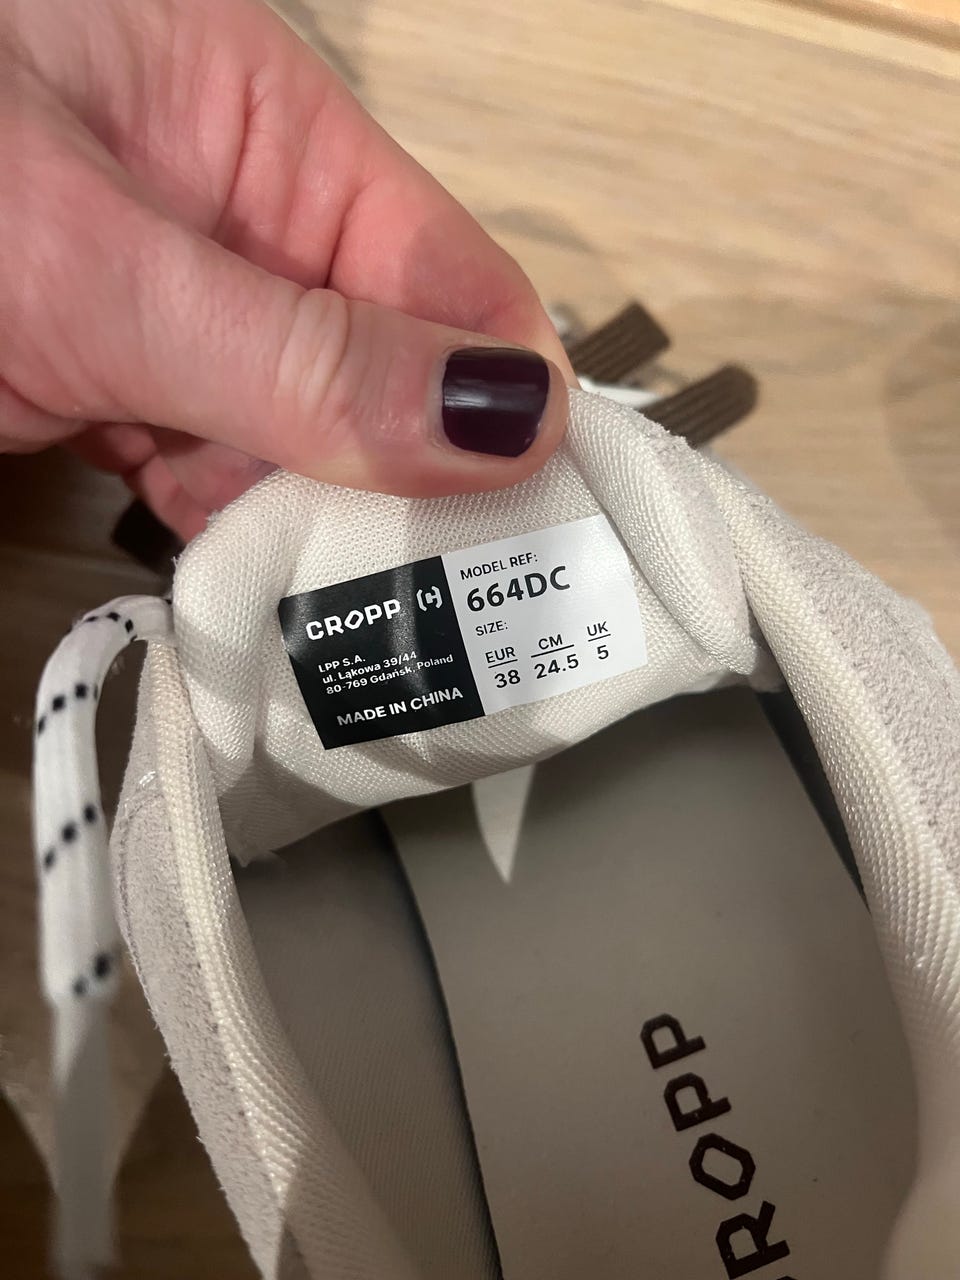 CROPP (C)
LPP S.A.
ul. Łąkowa 39/44
80-769 Gdańsk, Poland
MADE IN CHINA
MODEL REF:
664DC
SIZE:
EUR CM UK
38 24.5 5
ROPP